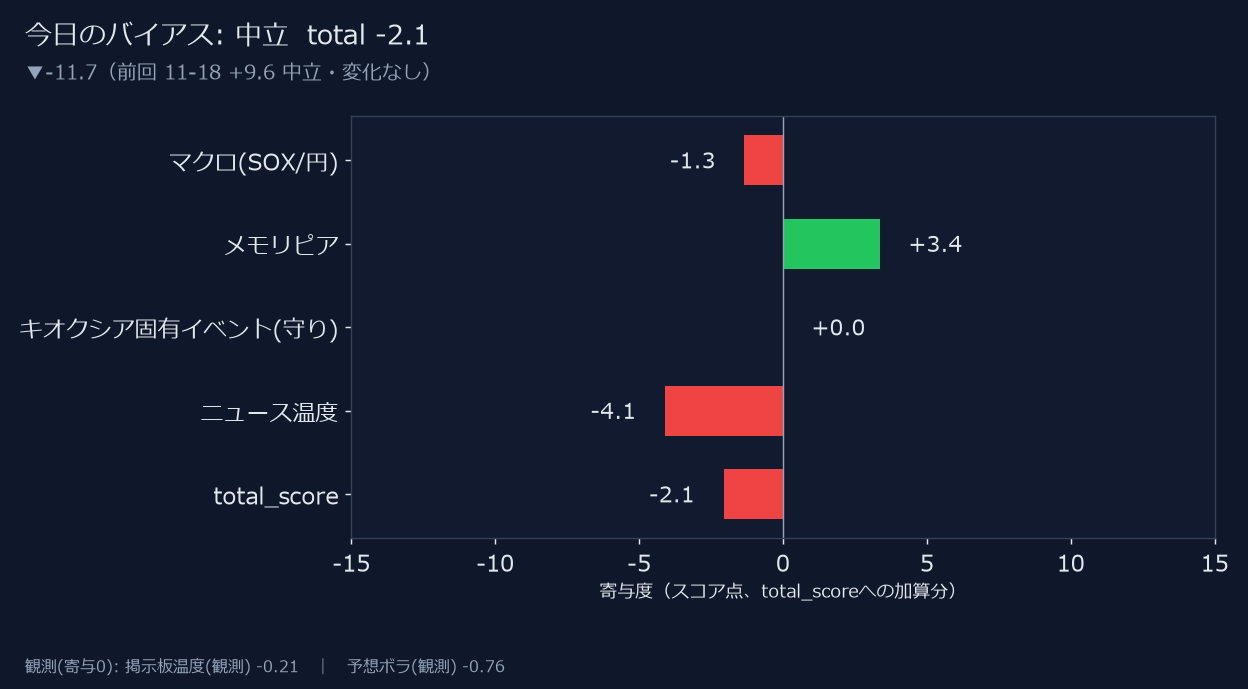 今日のバイアス: 中立  total -2.1
▼-11.7（前回 11-18 +9.6 中立・変化なし）
マクロ(SOX/円)
-1.3
メモリピア
+3.4
キオクシア固有イベント(守り)
+0.0
ニュース温度
-4.1
total_score
-2.1
-15 -10 -5 0 5 10 15
寄与度（スコア点、total_scoreへの加算分）
観測(寄与0): 掲示板温度(観測) -0.21 ｜ 予想ボラ(観測) -0.76